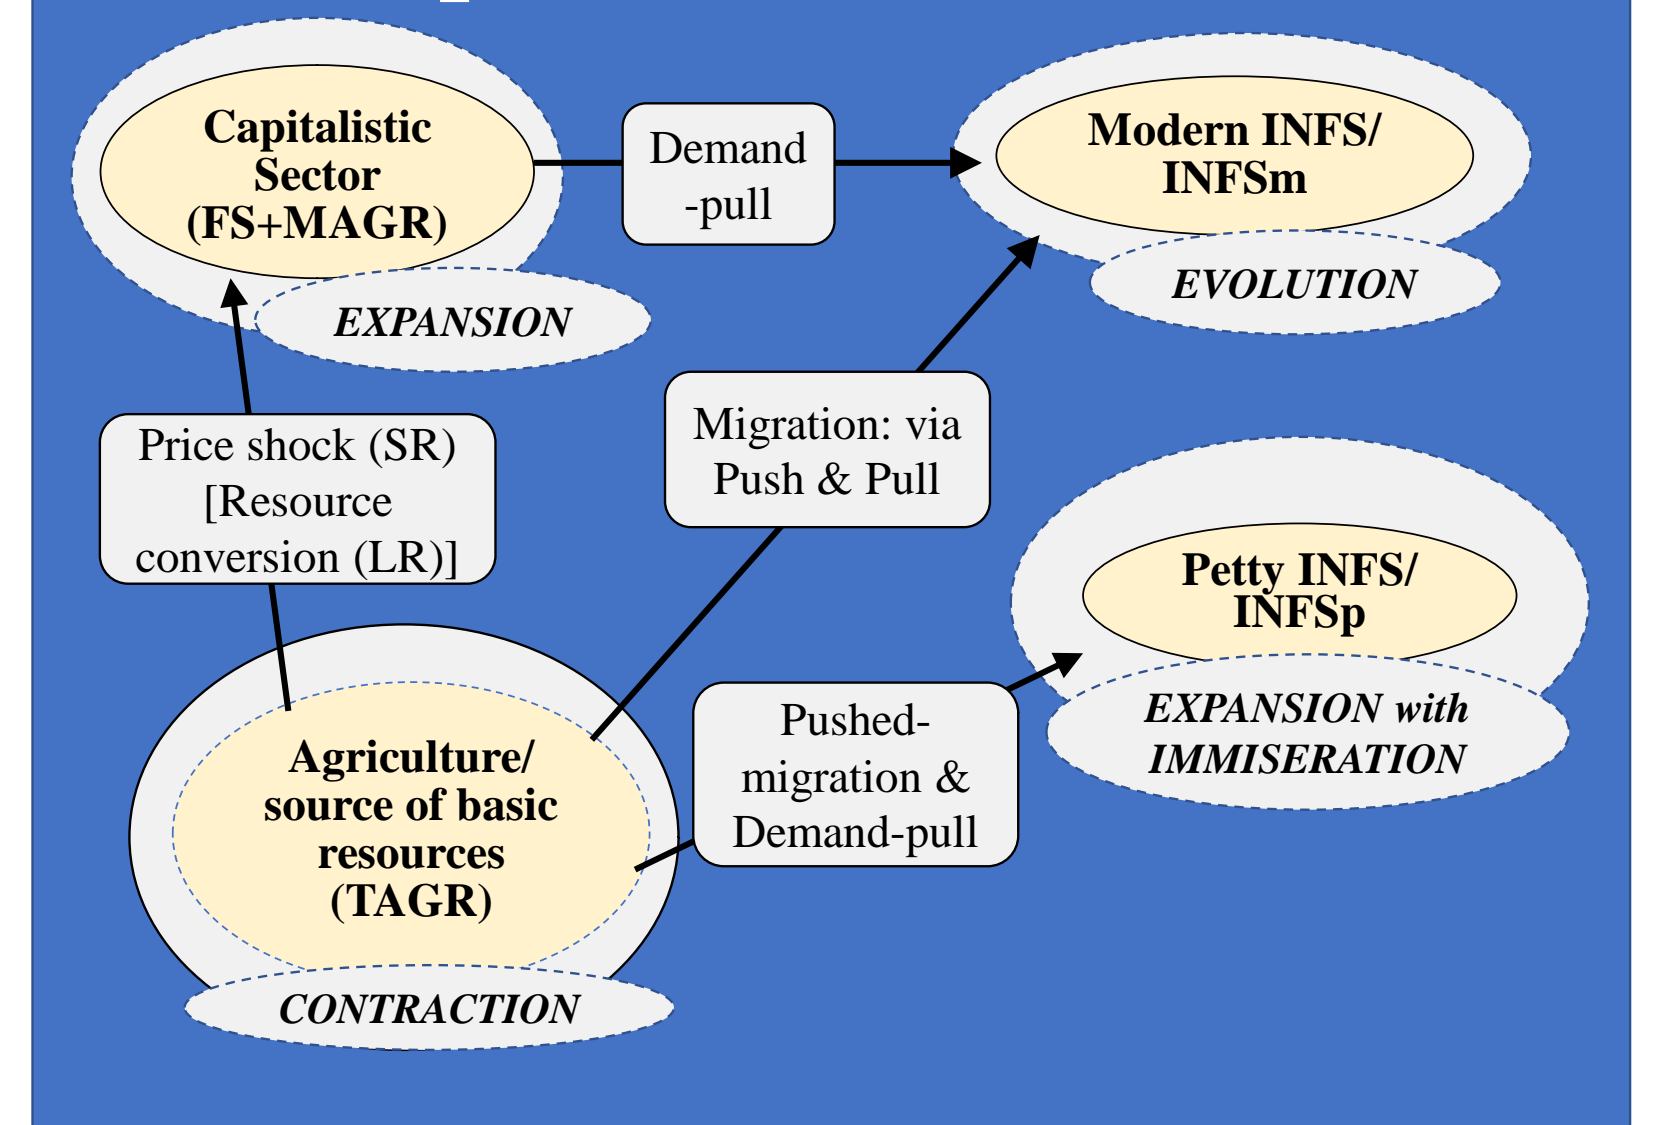 Capitalistic
Sector
(FS+MAGR)
EXPANSION
Demand
-pull
Modern INFS/
INFSm
EVOLUTION
Price shock (SR)
[Resource
conversion (LR)]
Migration: via
Push & Pull
Petty INFS/
INFSp
EXPANSION with
IMMISERATION
Agriculture/
source of basic
resources
(TAGR)
CONTRACTION
Pushed-
migration &
Demand-pull